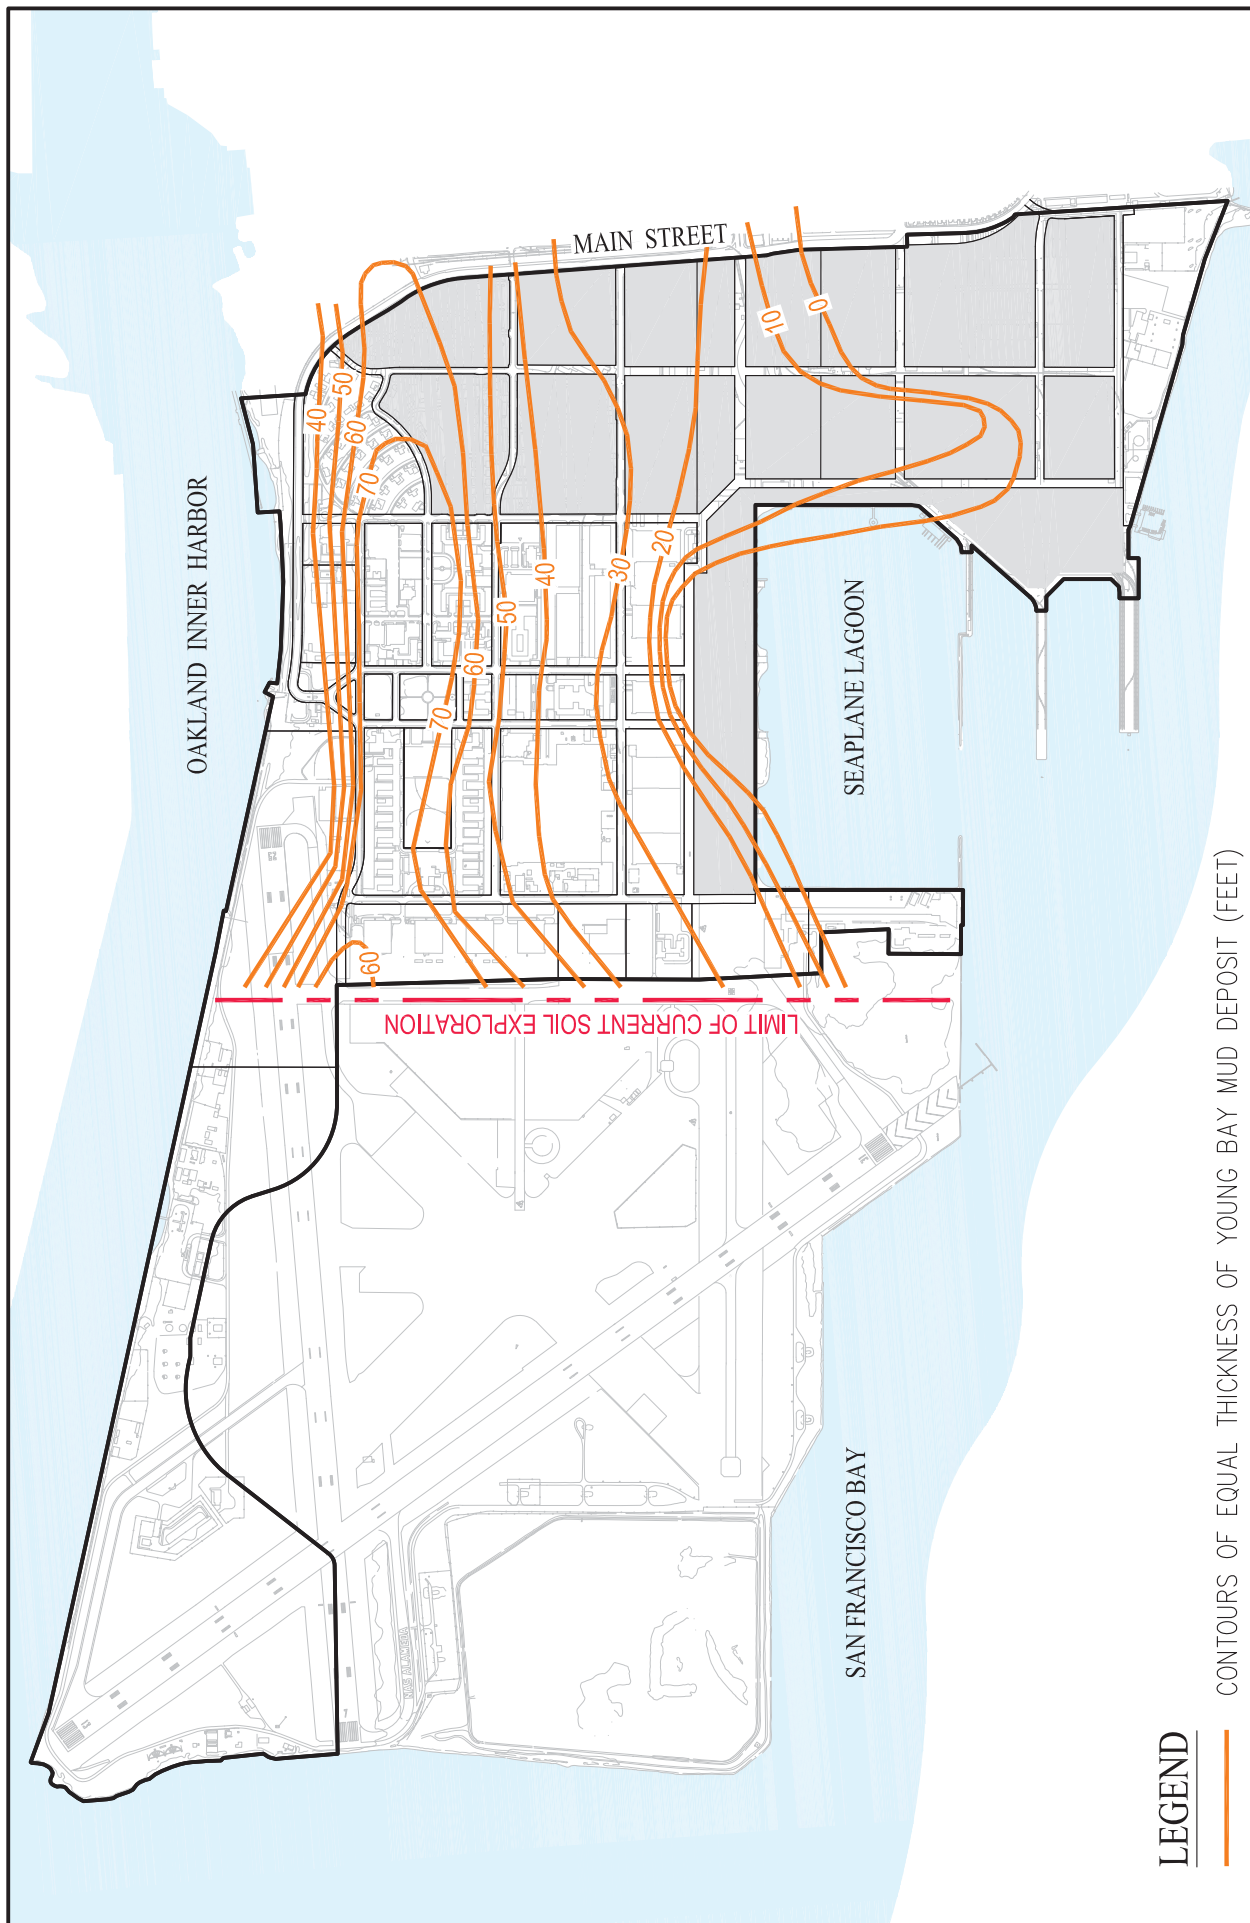 OAKLAND INNER HARBOR
MAIN STREET
40
50
60
70
10
0
20
30
40
50
60
70
60
SEAPLANE LAGOON
LIMIT OF CURRENT SOIL EXPLORATION
SAN FRANCISCO BAY
NAS ALAMEDA
LEGEND
CONTOURS OF EQUAL THICKNESS OF YOUNG BAY MUD DEPOSIT (FEET)